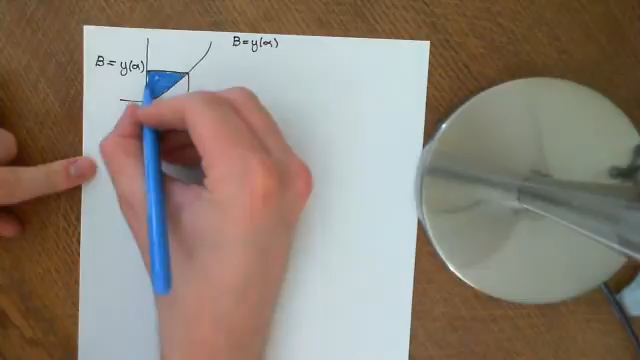 B = y(α)
B = y(α)